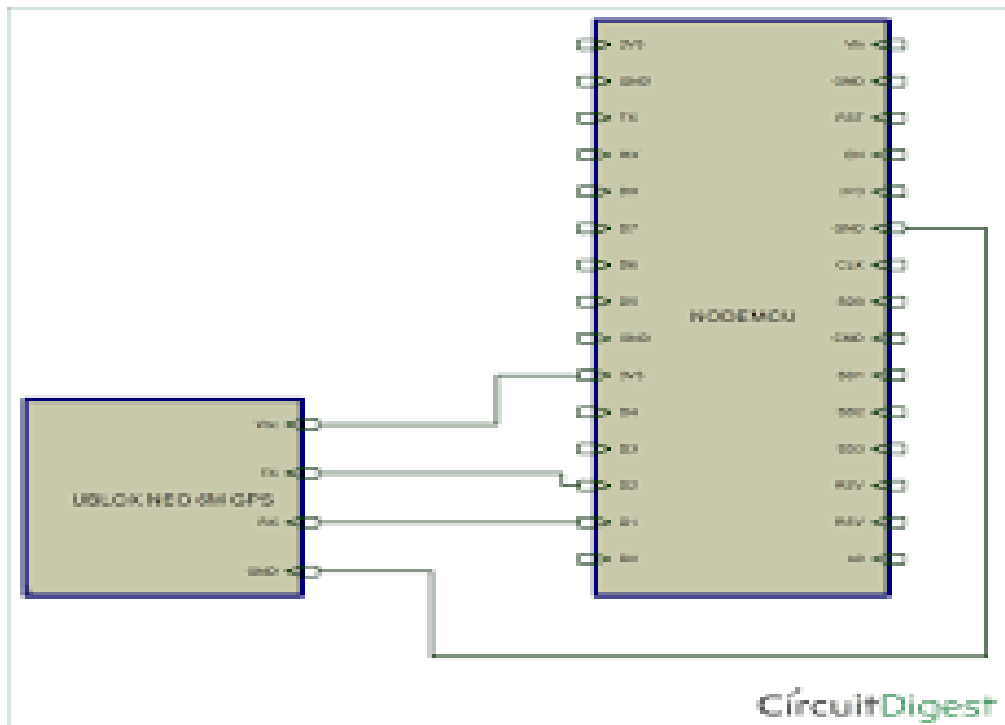 3V3
GND
TX
RX
D8
D7
D6
D5
GND
3V3
D4
D3
D2
D1
D0
NODEMCU
Vin
GND
RST
EN
3V3
GND
CLK
SD0
CMD
SD1
SD2
SD3
RSV
RSV
A0
Vin
TX
UBLOX NEO 6M GPS
RX
GND
CircuitDigest